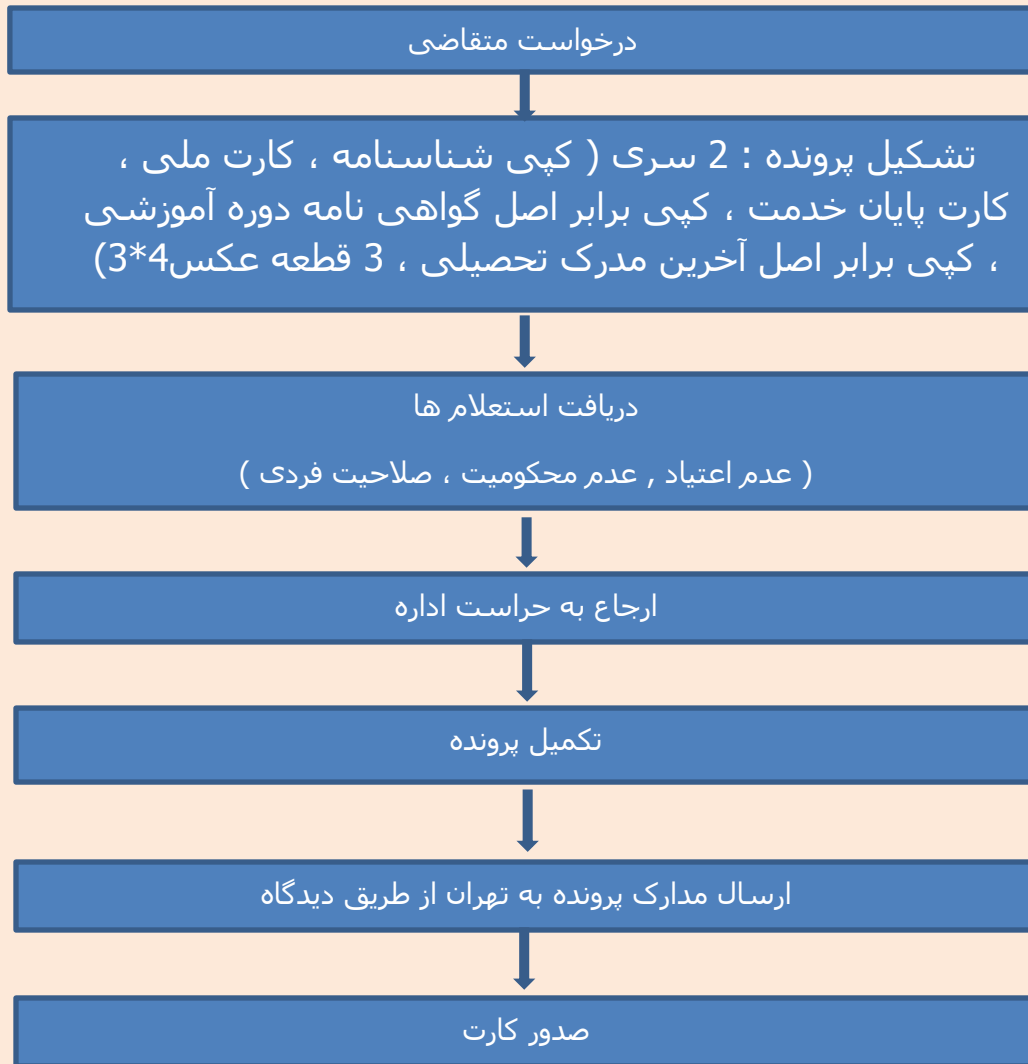 درخواست متقاضی
تشکیل پرونده : 2 سری ( کپی شناسنامه ، کارت ملی ،
کارت پایان خدمت ، کپی برابر اصل گواهی نامه دوره آموزشی
، کپی برابر اصل آخرین مدرک تحصیلی ، 3 قطعه عکس4*3)
دریافت استعلام ها
( عدم اعتیاد , عدم محکومیت ، صلاحیت فردی )
ارجاع به حراست اداره
تکمیل پرونده
ارسال مدارک پرونده به تهران از طریق دیدگاه
صدور کارت